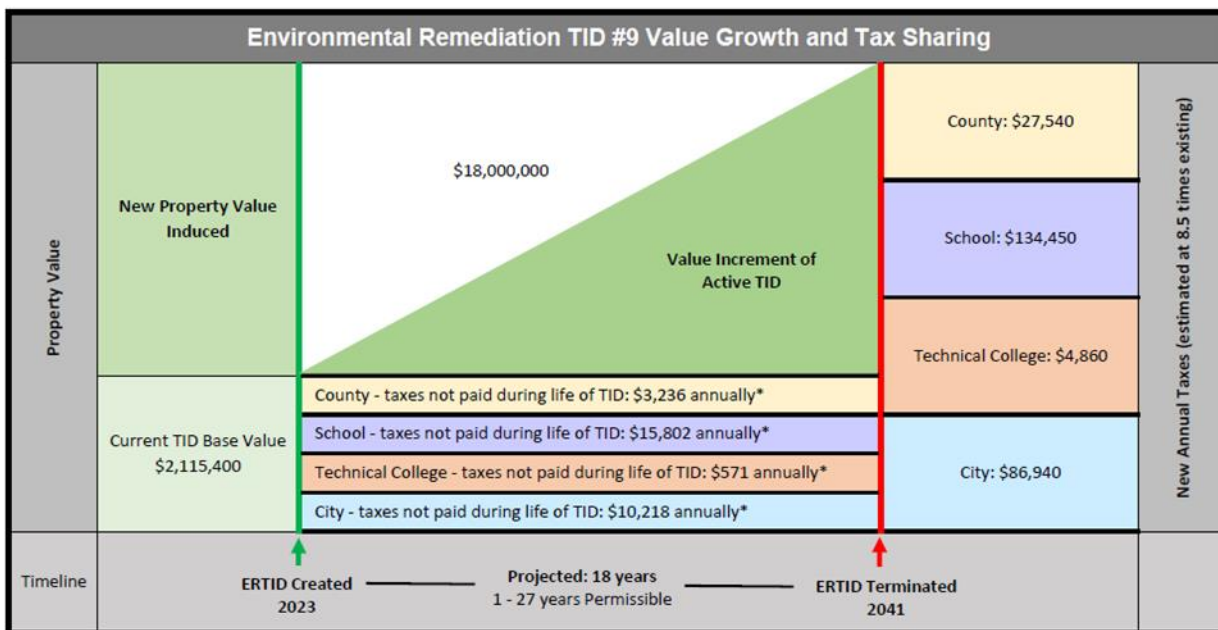 Environmental Remediation TID #9 Value Growth and Tax Sharing
Property Value
New Property Value
Induced
$18,000,000
Value Increment of
Active TID
County: $27,540
School: $134,450
Technical College: $4,860
City: $86,940
New Annual Taxes (estimated at 8.5 times existing)
Current TID Base Value
$2,115,400
County - taxes not paid during life of TID: $3,236 annually*
School - taxes not paid during life of TID: $15,802 annually*
Technical College - taxes not paid during life of TID: $571 annually*
City - taxes not paid during life of TID: $10,218 annually*
Timeline
ERTID Created
2023
Projected: 18 years
1 - 27 years Permissible
ERTID Terminated
2041